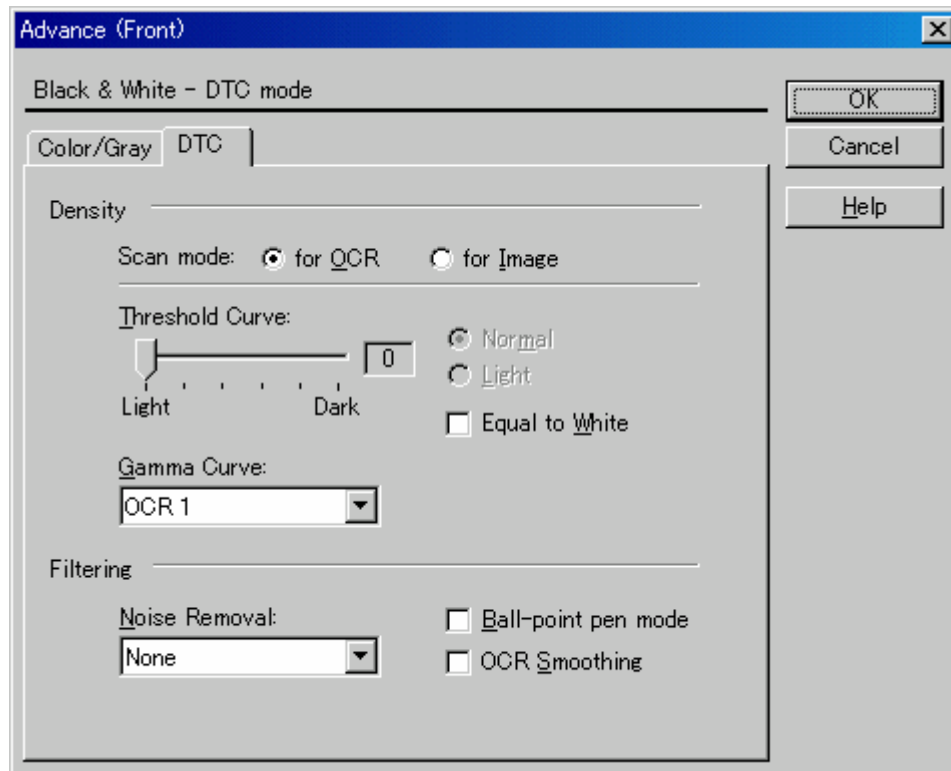 Advance (Front)
Black & White - DTC mode
OK
Color/Gray DTC
Cancel
Density
Help
Scan mode: for OCR for Image
Threshold Curve:
0
Normal
Light
Light Dark
Equal to White
Gamma Curve:
OCR 1
Filtering
Noise Removal:
Ball-point pen mode
None
OCR Smoothing